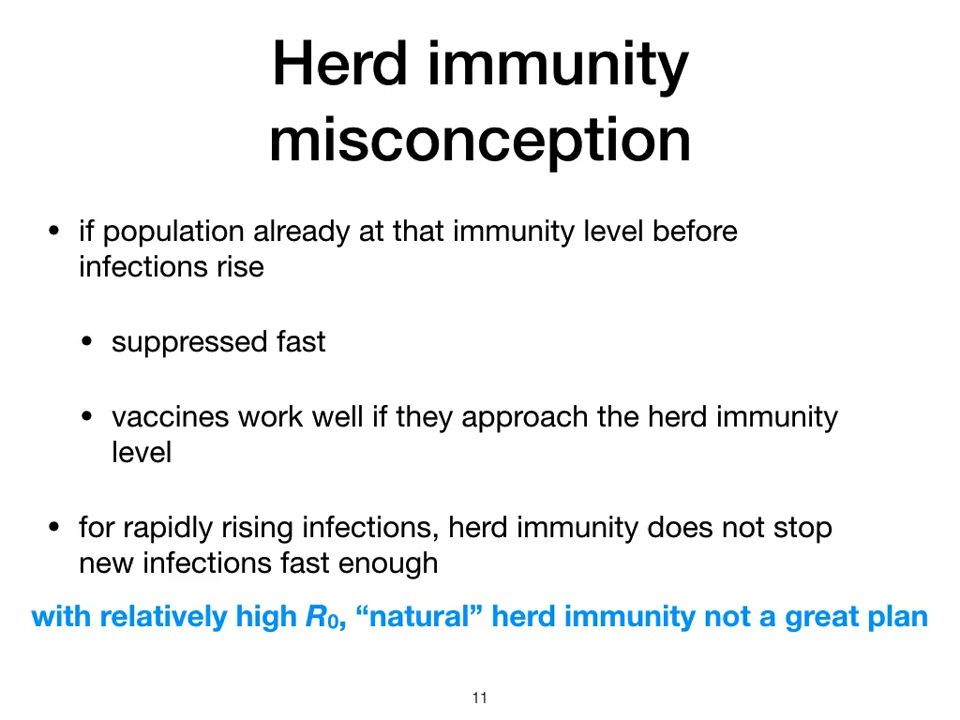 Herd immunity
misconception
• if population already at that immunity level before
infections rise
• suppressed fast
• vaccines work well if they approach the herd immunity
level
• for rapidly rising infections, herd immunity does not stop
new infections fast enough
with relatively high R₀, “natural” herd immunity not a great plan
11